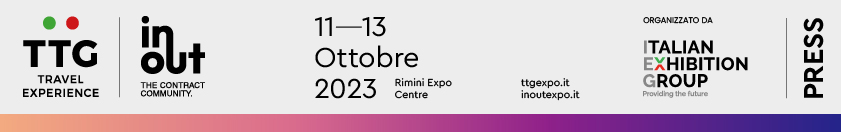 TTG
TRAVEL
EXPERIENCE
in
out
THE CONTRACT
COMMUNITY.
11—13
Ottobre
2023
Rimini Expo
Centre
ttgexpo.it
inoutexpo.it
ORGANIZZATO DA
ITALIAN
EXHIBITION
GROUP
Providing the future
PRESS